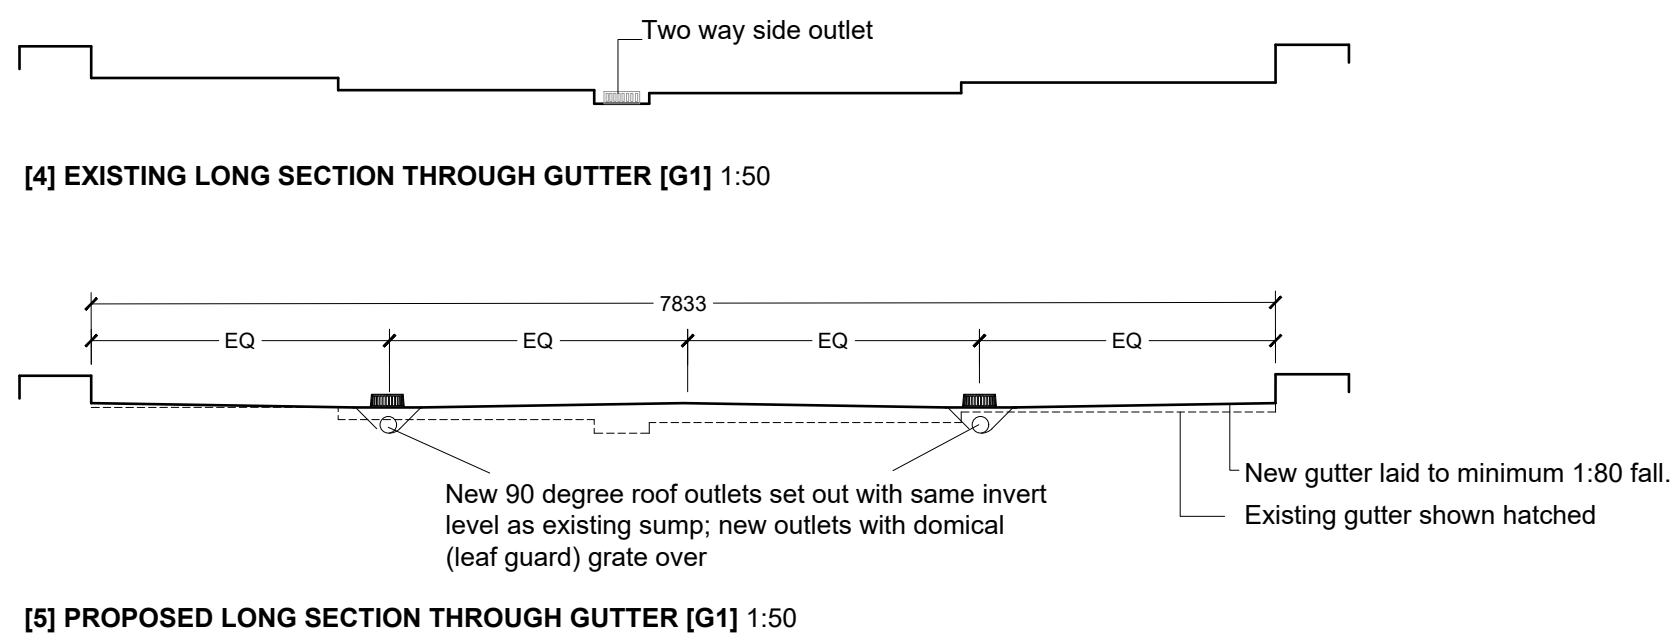 Two way side outlet
[4] EXISTING LONG SECTION THROUGH GUTTER [G1] 1:50
7833
EQ EQ EQ EQ
New gutter laid to minimum 1:80 fall.
New 90 degree roof outlets set out with same invert
level as existing sump; new outlets with domical
(leaf guard) grate over
Existing gutter shown hatched
[5] PROPOSED LONG SECTION THROUGH GUTTER [G1] 1:50